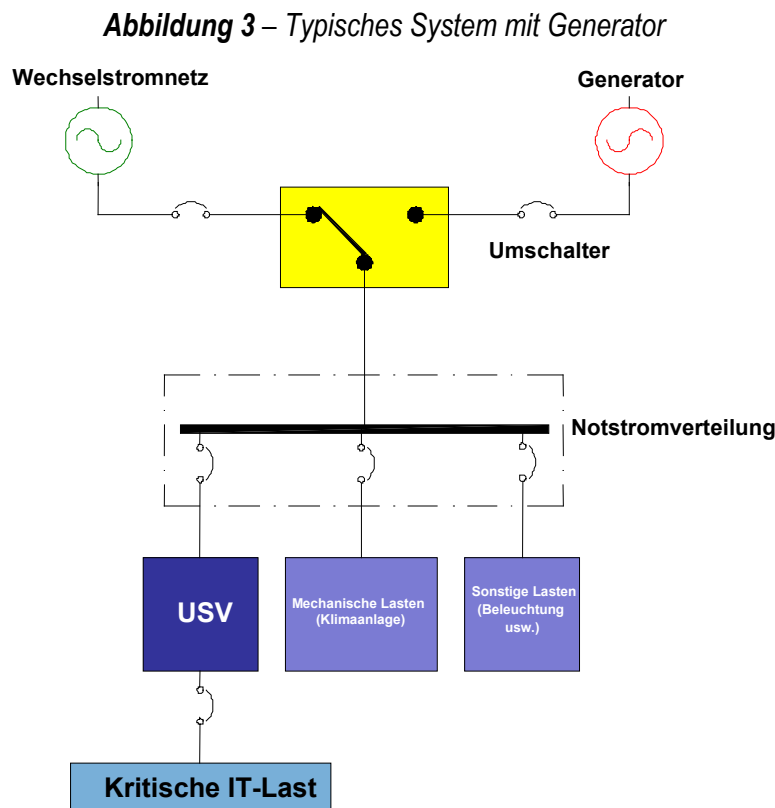 Abbildung 3 – Typisches System mit Generator
Wechselstromnetz
Generator
Umschalter
Notstromverteilung
USV
Mechanische Lasten
(Klimaanlage)
Sonstige Lasten
(Beleuchtung
usw.)
Kritische IT-Last